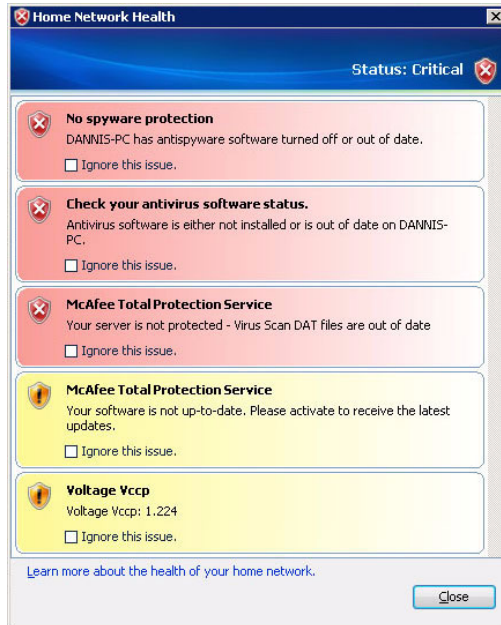 Home Network Health
Status: Critical
No spyware protection
DANNIS-PC has antispyware software turned off or out of date.
Ignore this issue.
Check your antivirus software status.
Antivirus software is either not installed or is out of date on DANNIS-
PC.
Ignore this issue.
McAfee Total Protection Service
Your server is not protected - Virus Scan DAT files are out of date
Ignore this issue.
McAfee Total Protection Service
Your software is not up-to-date. Please activate to receive the latest
updates.
Ignore this issue.
Voltage Vccp
Voltage Vccp: 1.224
Ignore this issue.
Learn more about the health of your home network.
Close